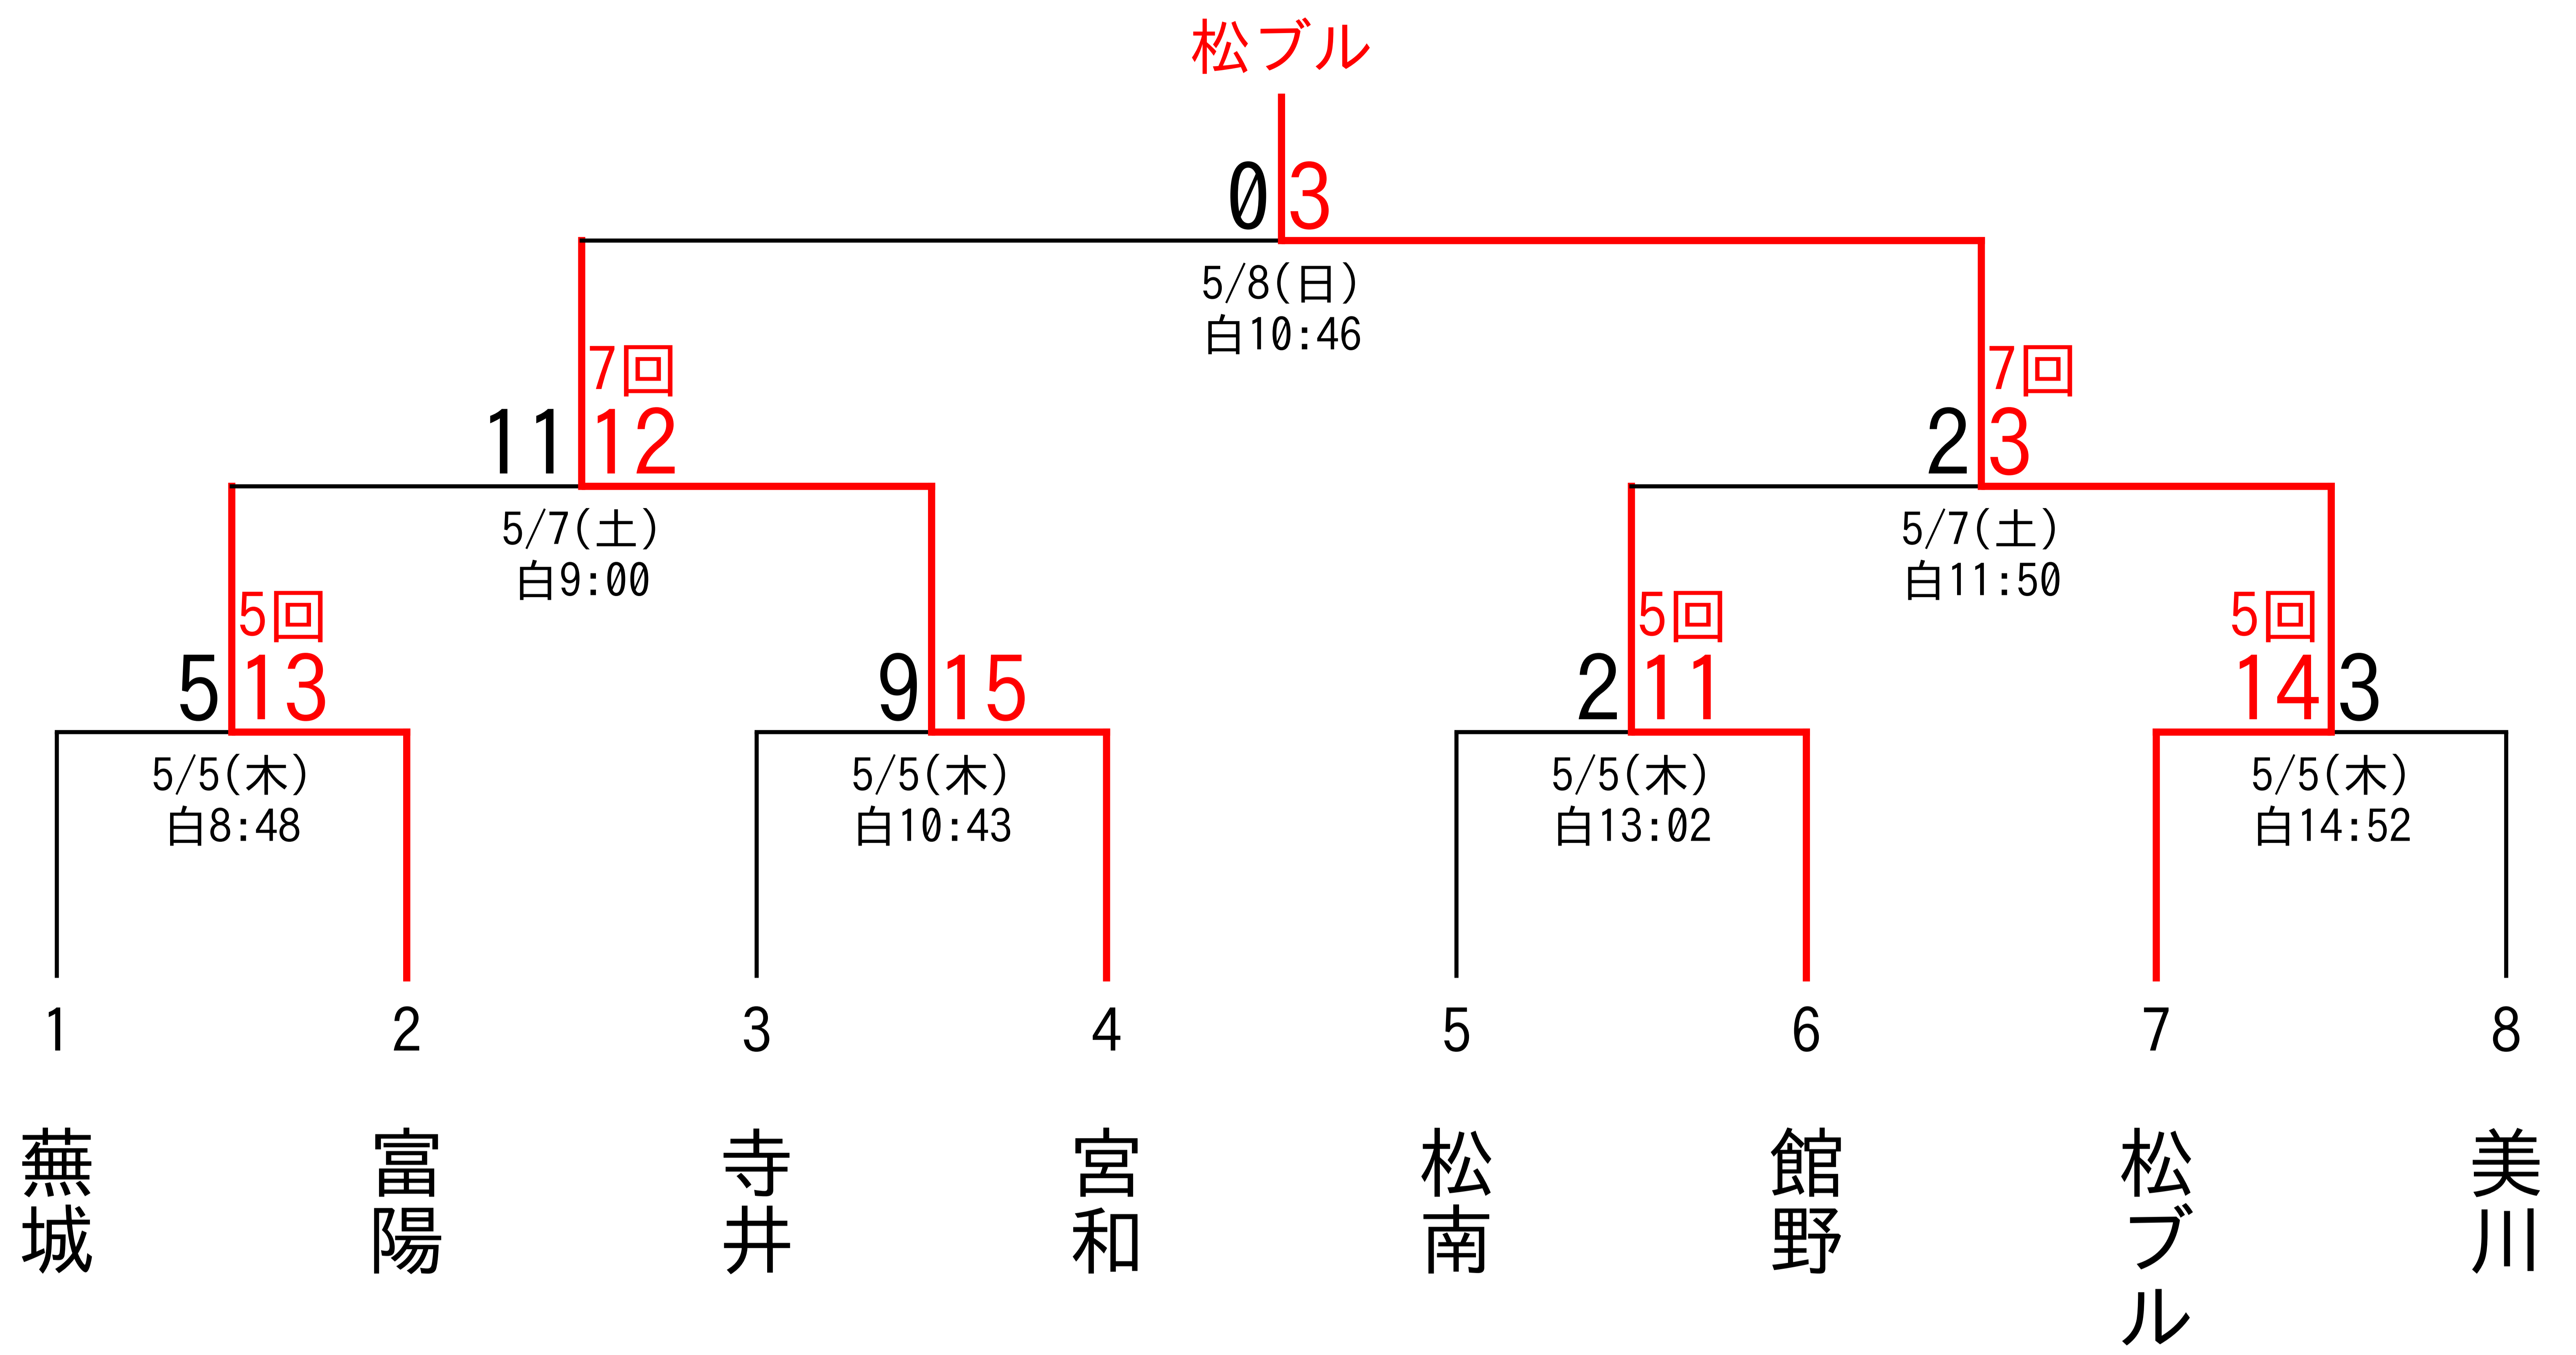 松ブル
0 3
5/8(日)
白10:46
7回 7回
11 12 2 3
5/7(土) 5/7(土)
白9:00 白11:50
5回 5回 5回
5 13 9 15 2 11 14 3
5/5(木) 5/5(木) 5/5(木) 5/5(木)
白8:48 白10:43 白13:02 白14:52
1 2 3 4 5 6 7 8
蕪城
富陽
寺井
宮和
松南
館野
松ブル
美川